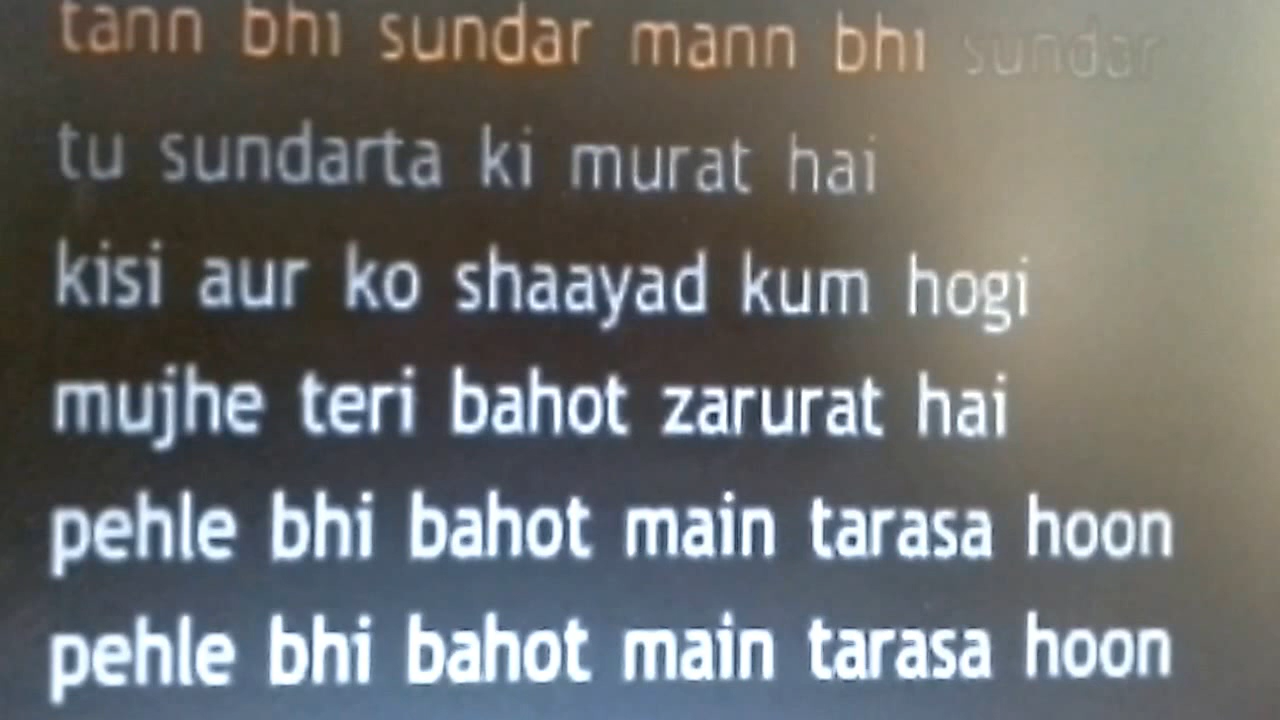 tann bhi sundar mann bhi sundar
tu sundarta ki murat hai
kisi aur ko shaayad kum hogi
mujhe teri bahot zarurat hai
pehle bhi bahot main tarasa hoon
pehle bhi bahot main tarasa hoon